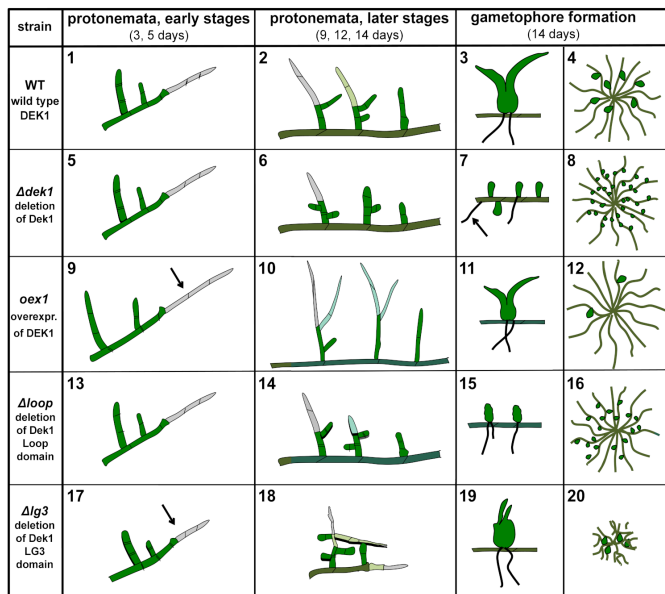 strain
protonemata, early stages
(3, 5 days)
protonemata, later stages
(9, 12, 14 days)
gametophore formation
(14 days)
WT
wild type
DEK1
1
2
3
4
Δdek1
deletion
of Dek1
5
6
7
8
oex1
overexpr.
of DEK1
9
10
11
12
Δloop
deletion
of Dek1
Loop
domain
13
14
15
16
Δlg3
deletion
of Dek1
LG3
domain
17
18
19
20